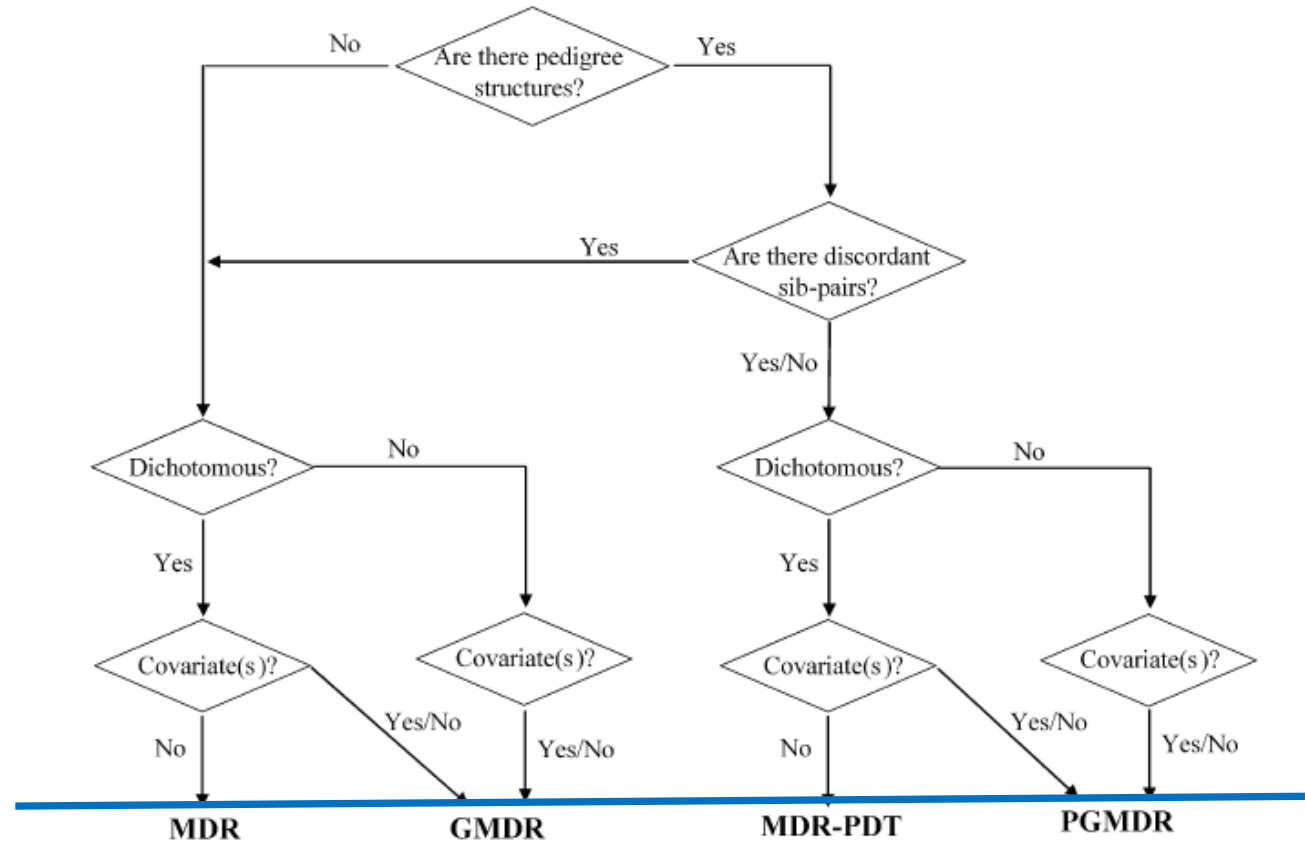 No
Yes
Are there pedigree
structures?
Yes
Are there discordant
sib-pairs?
Yes/No
Dichotomous?
No
Dichotomous?
No
Yes
Yes
Covariate(s)?
Covariate(s)?
Covariate(s)?
Covariate(s)?
No
Yes/No
Yes/No
No
Yes/No
Yes/No
MDR
GMDR
MDR-PDT
PGMDR